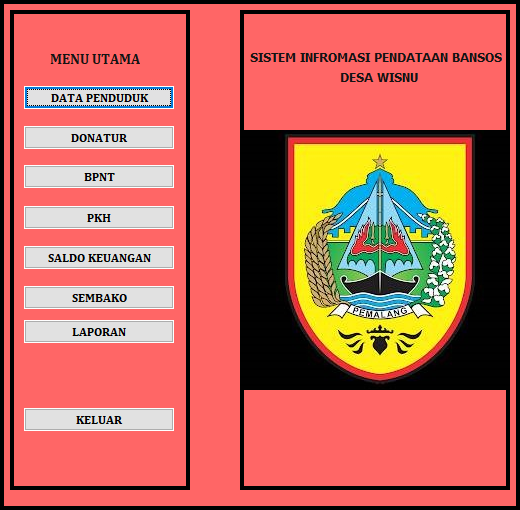 MENU UTAMA
DATA PENDUDUK
DONATUR
BPNT
PKH
SALDO KEUANGAN
SEMBAKO
LAPORAN
KELUAR
SISTEM INFROMASI PENDATAAN BANSOS
DESA WISNU
PEMALANG